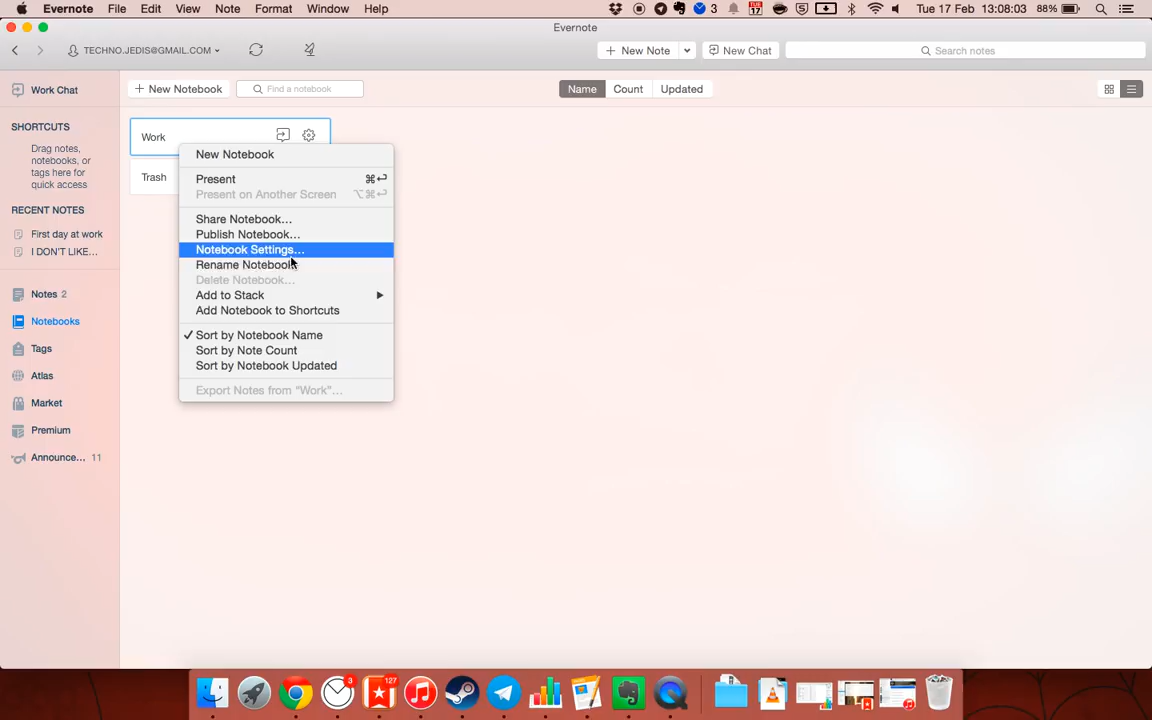 Evernote File Edit View Note Format Window Help 3 17 5 Tue 17 Feb 13:08:03 88%
Evernote
TECHNO.JEDIS@GMAIL.COM New Note New Chat Search notes
Work Chat
New Notebook Find a notebook Name Count Updated
SHORTCUTS
Drag notes,
notebooks, or
tags here for
quick access
RECENT NOTES
First day at work
I DON'T LIKE...
Notes 2
Notebooks
Tags
Atlas
Market
Premium
Announce... 11
Work
Trash
New Notebook
Present ⌘↩
Present on Another Screen ⌥⌘↩
Share Notebook...
Publish Notebook...
Notebook Settings...
Rename Notebook
Delete Notebook...
Add to Stack
Add Notebook to Shortcuts
✓ Sort by Notebook Name
Sort by Note Count
Sort by Notebook Updated
Export Notes from "Work"...
3 127